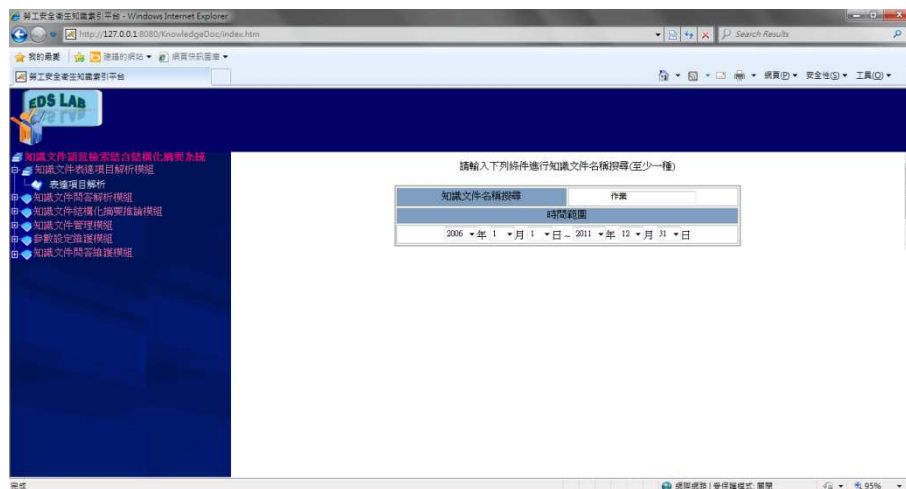 勞工安全衛生知識索引平台 - Windows Internet Explorer
http://127.0.0.1:8080/KnowledgeDoc/index.htm
Search Results
我的最愛 建議的網站 網頁快訊圖庫
勞工安全衛生知識索引平台
網頁(P) 安全性(S) 工具(O)
EDS LAB
知識文件語意檢索結合結構化摘要系統
知識文件表達項目解析模組
表達項目解析
知識文件問答解析模組
知識文件結構化摘要推論模組
知識文件管理模組
參數設定維護模組
知識文件問答維護模組
請輸入下列條件進行知識文件名稱搜尋(至少一種)
知識文件名稱搜尋 作業
時間範圍
2006 年 1 月 1 日 ~ 2011 年 12 月 31 日
完成
網際網路 | 受保護模式: 關閉
95%